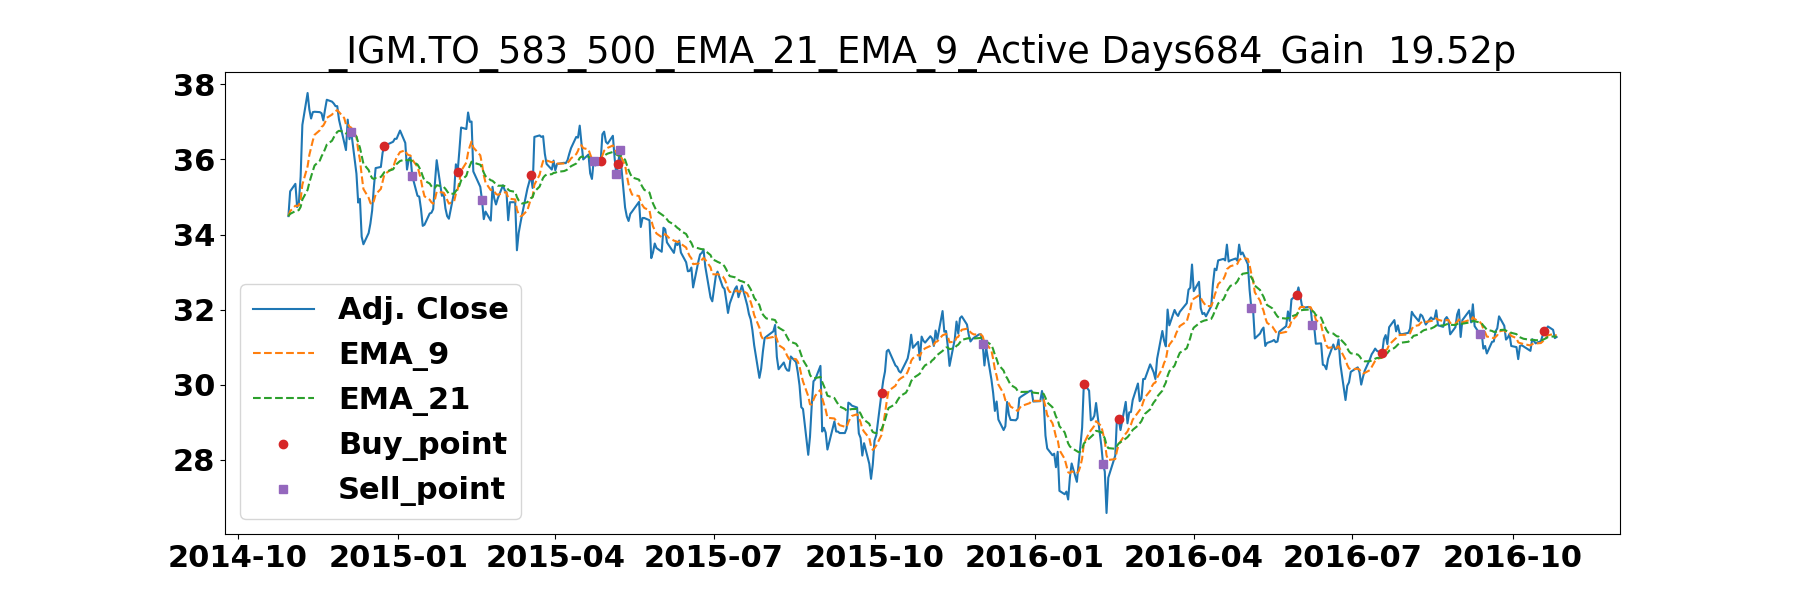 _IGM.TO_583_500_EMA_21_EMA_9_Active Days684_Gain  19.52p
38
36
34
32
30
28
Adj. Close
EMA_9
EMA_21
Buy_point
Sell_point
2014-10 2015-01 2015-04 2015-07 2015-10 2016-01 2016-04 2016-07 2016-10